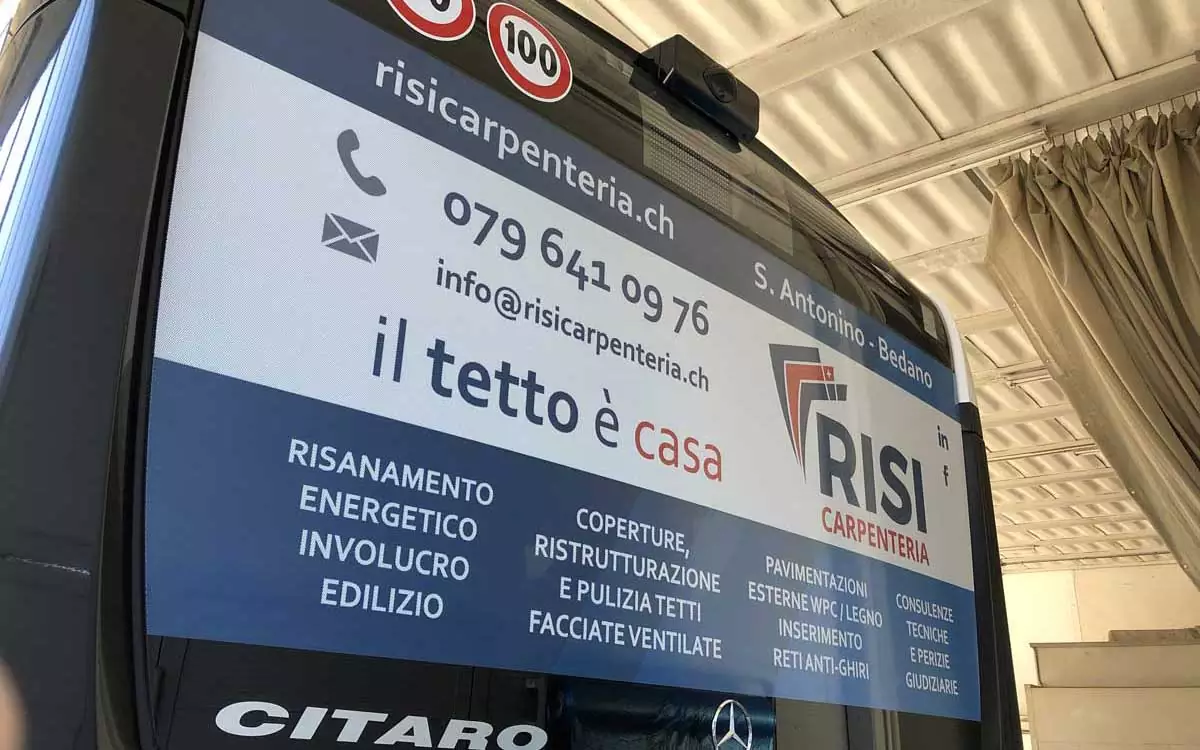 100
risicarpenteria.ch
S. Antonino - Bedano
079 641 09 76
info@risicarpenteria.ch
il tetto è casa
RISI
CARPENTERIA
in
f
RISANAMENTO
ENERGETICO
INVOLUCRO
EDILIZIO
COPERTURE,
RISTRUTTURAZIONE
E PULIZIA TETTI
FACCIATE VENTILATE
PAVIMENTAZIONI
ESTERNE WPC / LEGNO
INSERIMENTO
RETI ANTI-GHIRI
CONSULENZE
TECNICHE
E PERIZIE
GIUDIZIARIE
CITARO